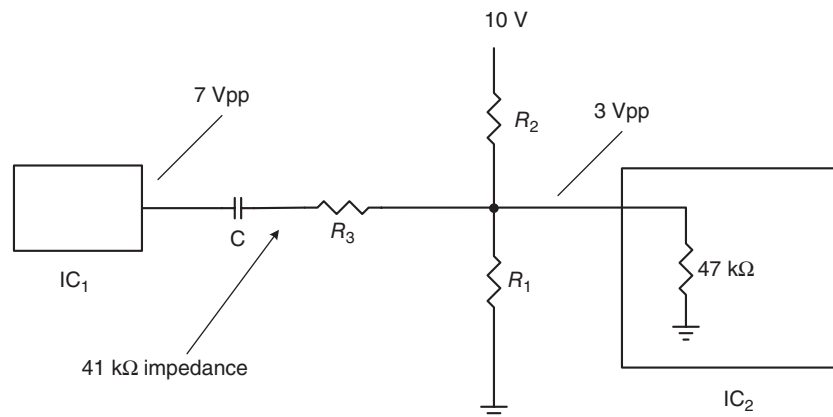 10 V
7 Vpp
R2
3 Vpp
C
R3
IC1
R1
47 kΩ
41 kΩ impedance
IC2